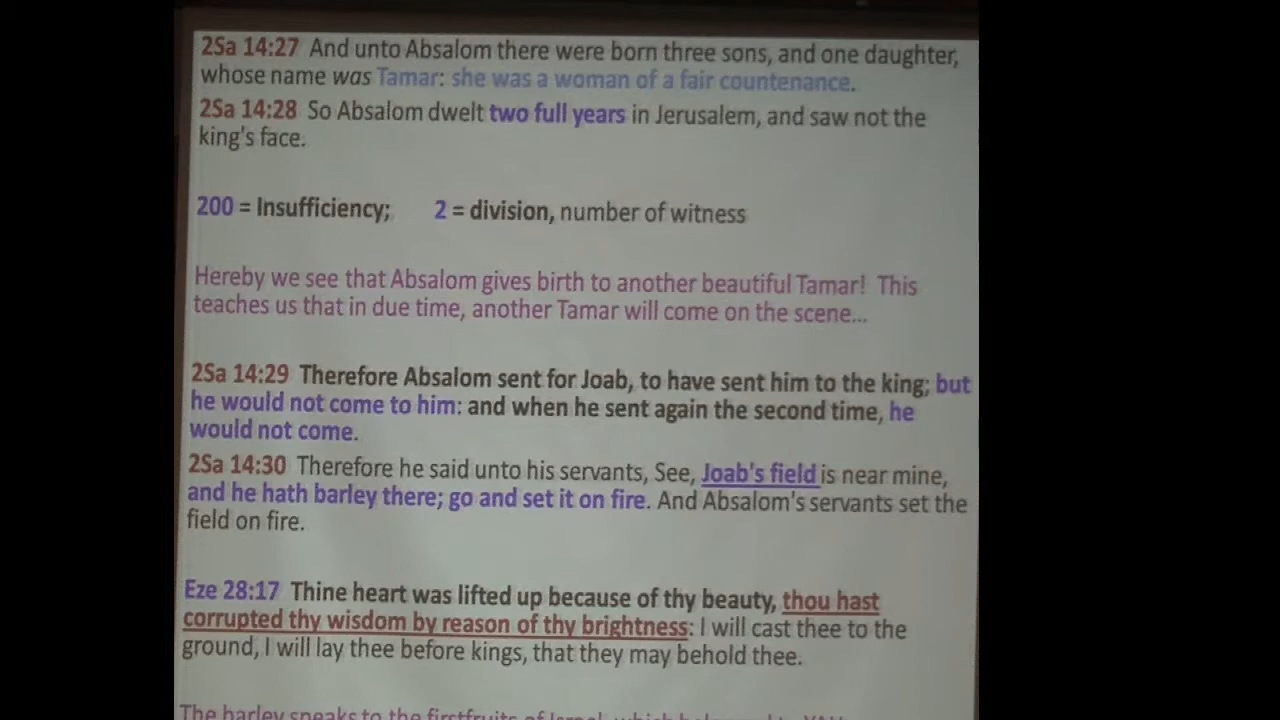 2Sa 14:27 And unto Absalom there were born three sons, and one daughter,
whose name was Tamar: she was a woman of a fair countenance.
2Sa 14:28 So Absalom dwelt two full years in Jerusalem, and saw not the
king's face.
200 = Insufficiency; 2 = division, number of witness
Hereby we see that Absalom gives birth to another beautiful Tamar! This
teaches us that in due time, another Tamar will come on the scene...
2Sa 14:29 Therefore Absalom sent for Joab, to have sent him to the king; but
he would not come to him: and when he sent again the second time, he
would not come.
2Sa 14:30 Therefore he said unto his servants, See, Joab's field is near mine,
and he hath barley there; go and set it on fire. And Absalom's servants set the
field on fire.
Eze 28:17 Thine heart was lifted up because of thy beauty, thou hast
corrupted thy wisdom by reason of thy brightness: I will cast thee to the
ground, I will lay thee before kings, that they may behold thee.
The barley speaks to the firstfruits of Israel, which